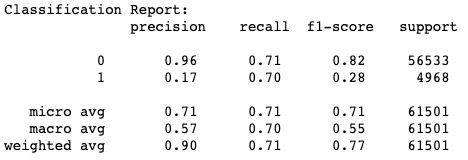 Classification Report:
precision recall f1-score support
0 0.96 0.71 0.82 56533
1 0.17 0.70 0.28 4968
micro avg 0.71 0.71 0.71 61501
macro avg 0.57 0.70 0.55 61501
weighted avg 0.90 0.71 0.77 61501